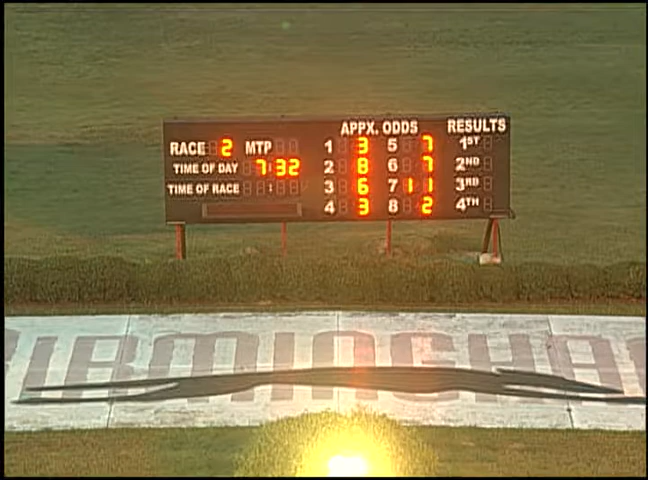 APPX. ODDS RESULTS
RACE 2 MTP 1 3 5 7 1ST
TIME OF DAY 7:32 2 8 6 7 2ND
TIME OF RACE : 3 6 7 11 3RD
4 3 8 2 4TH
BIRMINGHA